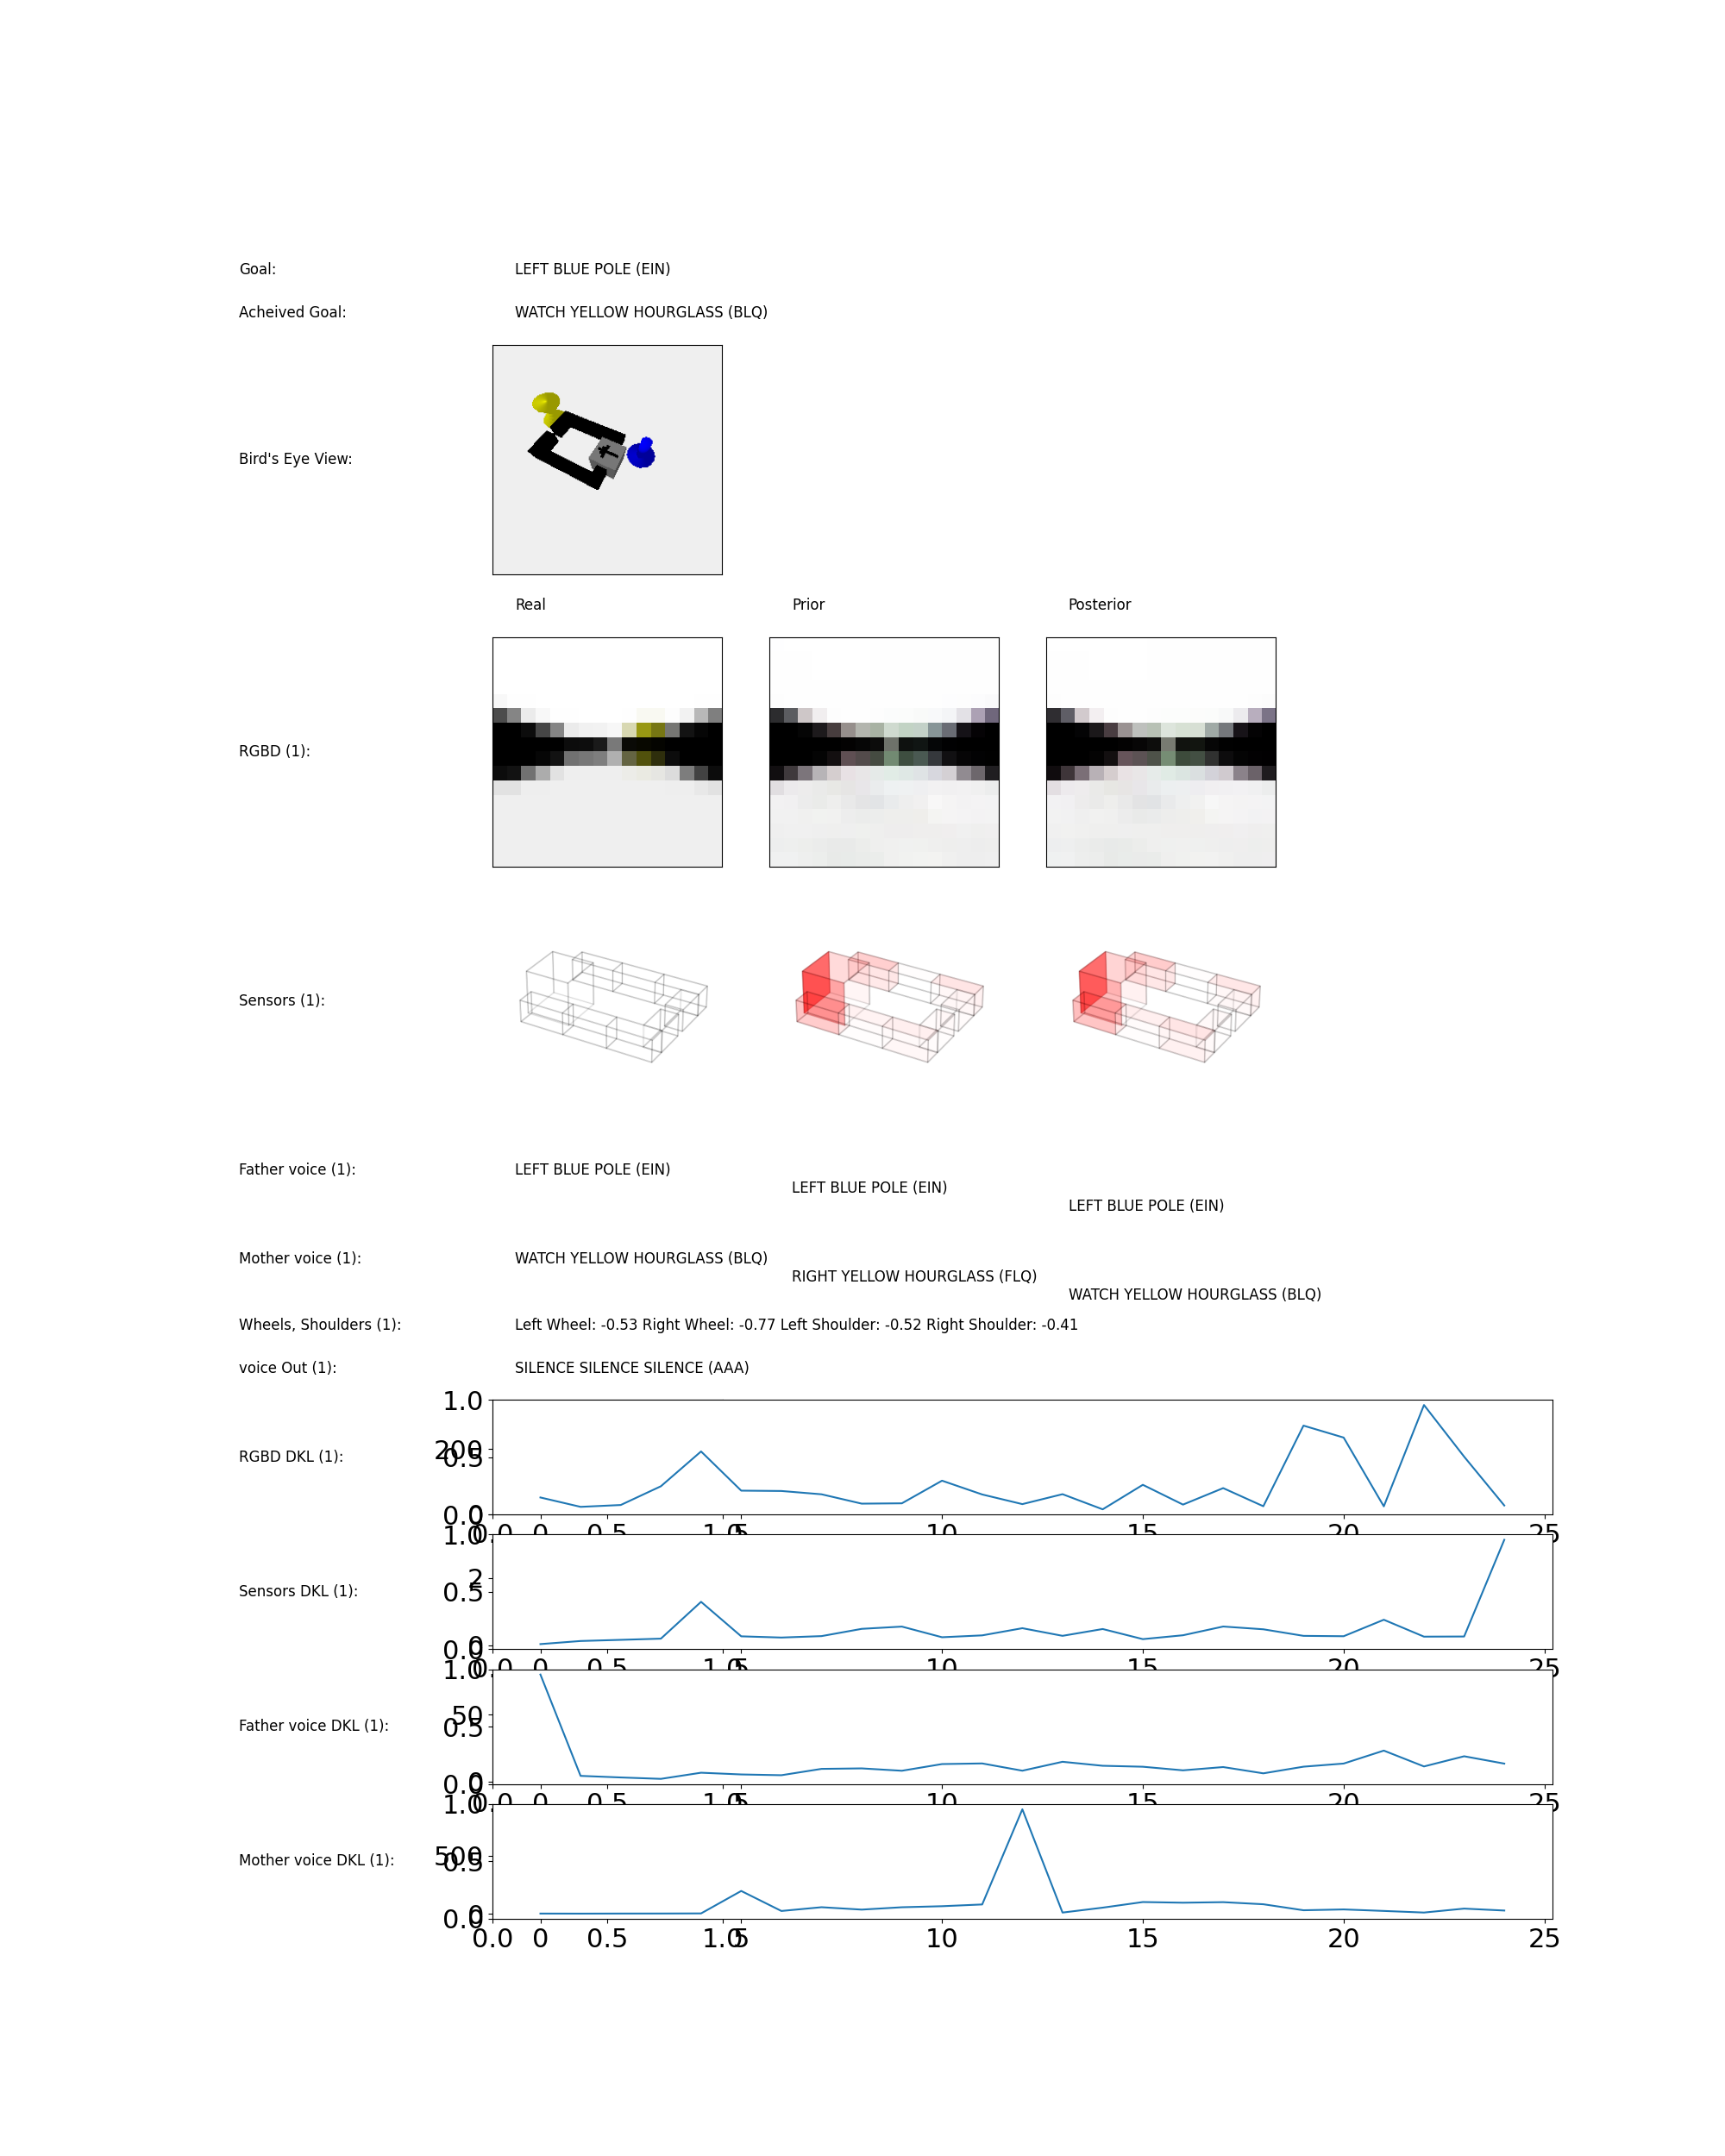 Goal: LEFT BLUE POLE (EIN)
Acheived Goal: WATCH YELLOW HOURGLASS (BLQ)
Bird's Eye View:
Real Prior Posterior
RGBD (1):
Sensors (1):
Father voice (1): LEFT BLUE POLE (EIN)
LEFT BLUE POLE (EIN)
LEFT BLUE POLE (EIN)
Mother voice (1): WATCH YELLOW HOURGLASS (BLQ)
RIGHT YELLOW HOURGLASS (FLQ)
WATCH YELLOW HOURGLASS (BLQ)
Wheels, Shoulders (1): Left Wheel: -0.53 Right Wheel: -0.77 Left Shoulder: -0.52 Right Shoulder: -0.41
voice Out (1): SILENCE SILENCE SILENCE (AAA)
1.0
200
RGBD DKL (1): 0.5
0.0 0
0.0 0 0.5 1.0 5 10 15 20 25
1.0
2
Sensors DKL (1): 0.5
0.0 0
0.0 0 0.5 1.0 5 10 15 20 25
1.0
50
Father voice DKL (1): 0.5
0.0 0
0.0 0 0.5 1.0 5 10 15 20 25
1.0
500
Mother voice DKL (1): 0.5
0.0 0
0.0 0 0.5 1.0 5 10 15 20 25